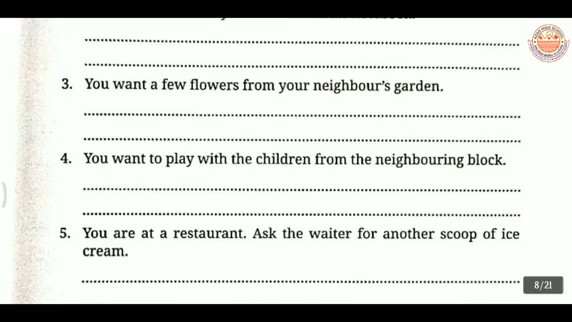 3. You want a few flowers from your neighbour's garden.
4. You want to play with the children from the neighbouring block.
5. You are at a restaurant. Ask the waiter for another scoop of ice
cream.
8/21